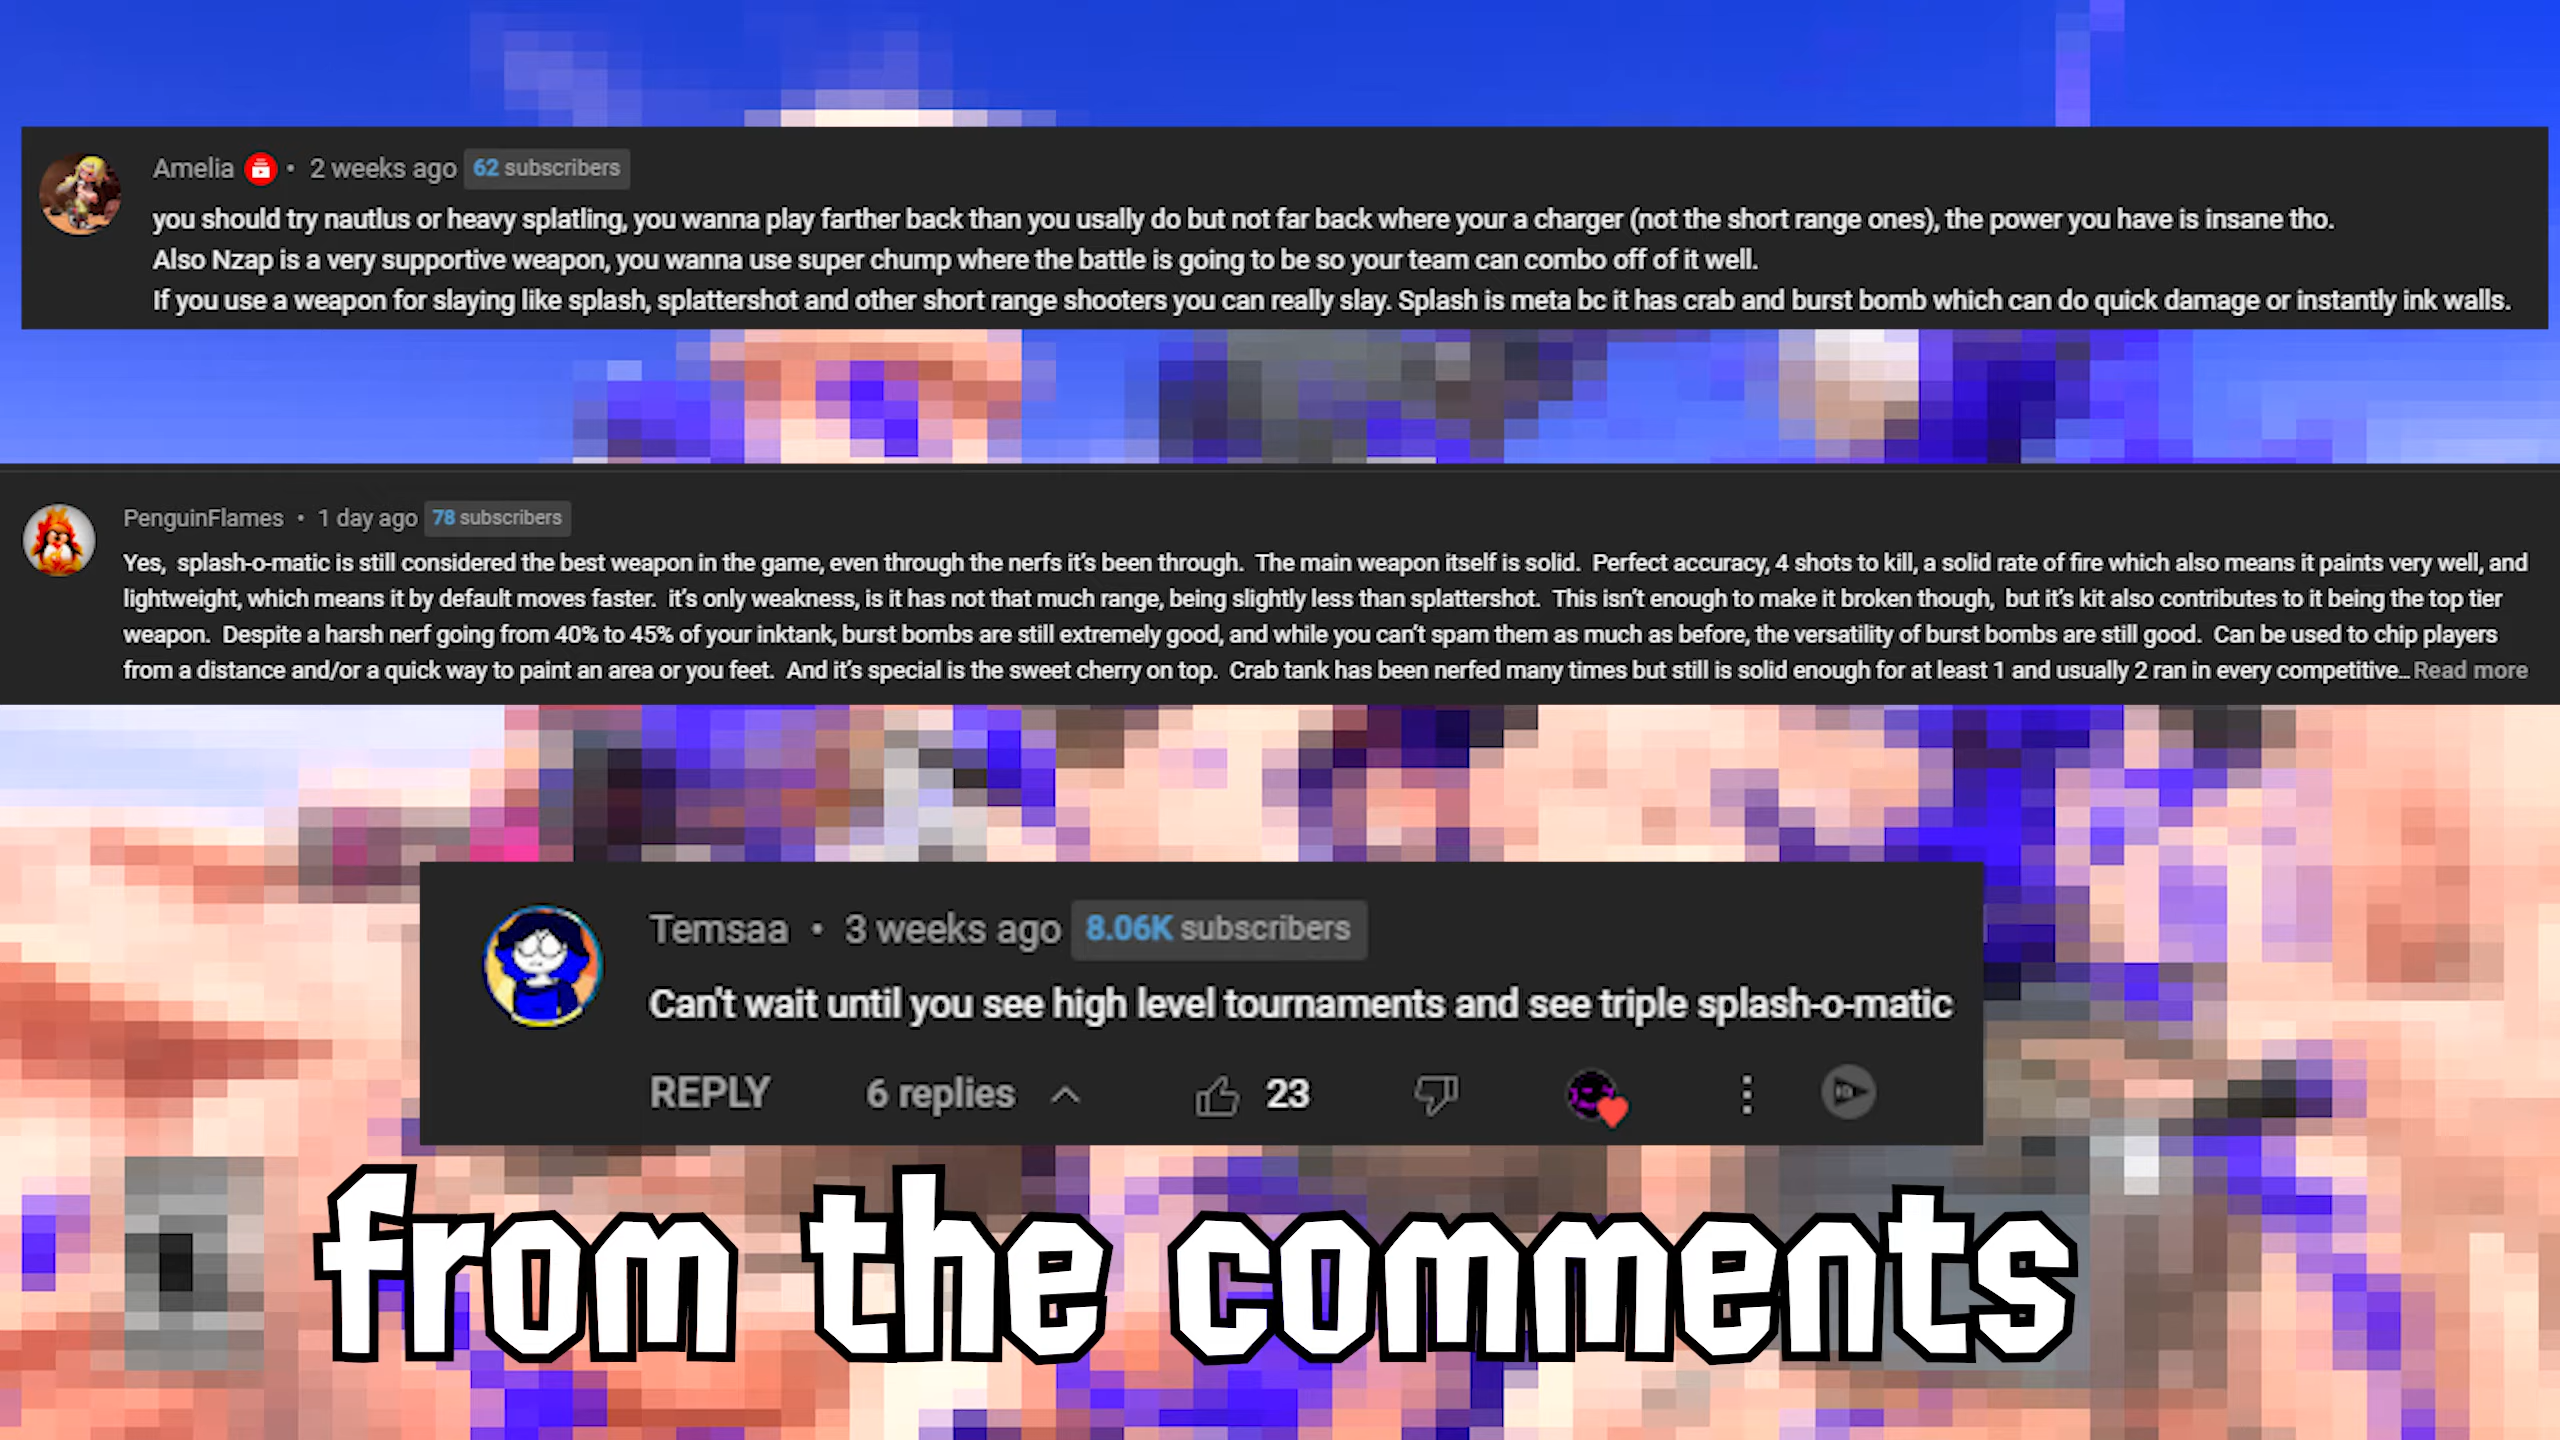 Amelia • 2 weeks ago 62 subscribers
you should try nautlus or heavy splatling, you wanna play farther back than you usally do but not far back where your a charger (not the short range ones), the power you have is insane tho.
Also Nzap is a very supportive weapon, you wanna use super chump where the battle is going to be so your team can combo off of it well.
If you use a weapon for slaying like splash, splattershot and other short range shooters you can really slay. Splash is meta bc it has crab and burst bomb which can do quick damage or instantly ink walls.
PenguinFlames • 1 day ago 78 subscribers
Yes, splash-o-matic is still considered the best weapon in the game, even through the nerfs it's been through. The main weapon itself is solid. Perfect accuracy, 4 shots to kill, a solid rate of fire which also means it paints very well, and
lightweight, which means it by default moves faster. it's only weakness, is it has not that much range, being slightly less than splattershot. This isn't enough to make it broken though, but it's kit also contributes to it being the top tier
weapon. Despite a harsh nerf going from 40% to 45% of your inktank, burst bombs are still extremely good, and while you can't spam them as much as before, the versatility of burst bombs are still good. Can be used to chip players
from a distance and/or a quick way to paint an area or you feet. And it's special is the sweet cherry on top. Crab tank has been nerfed many times but still is solid enough for at least 1 and usually 2 ran in every competitive... Read more
Temsaa • 3 weeks ago 8.06K subscribers
Can't wait until you see high level tournaments and see triple splash-o-matic
REPLY 6 replies 23
from the comments